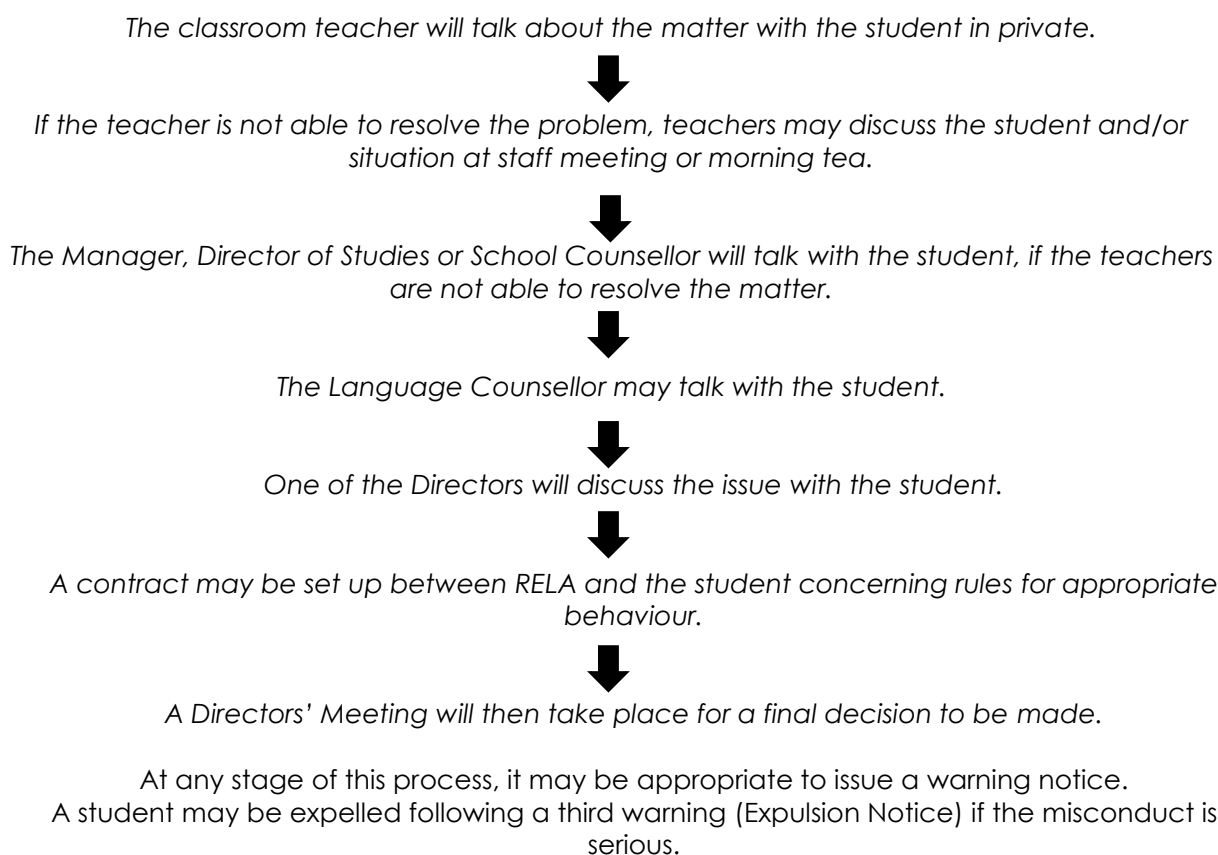 The classroom teacher will talk about the matter with the student in private.
If the teacher is not able to resolve the problem, teachers may discuss the student and/or
situation at staff meeting or morning tea.
The Manager, Director of Studies or School Counsellor will talk with the student, if the teachers
are not able to resolve the matter.
The Language Counsellor may talk with the student.
One of the Directors will discuss the issue with the student.
A contract may be set up between RELA and the student concerning rules for appropriate
behaviour.
A Directors’ Meeting will then take place for a final decision to be made.
At any stage of this process, it may be appropriate to issue a warning notice.
A student may be expelled following a third warning (Expulsion Notice) if the misconduct is
serious.